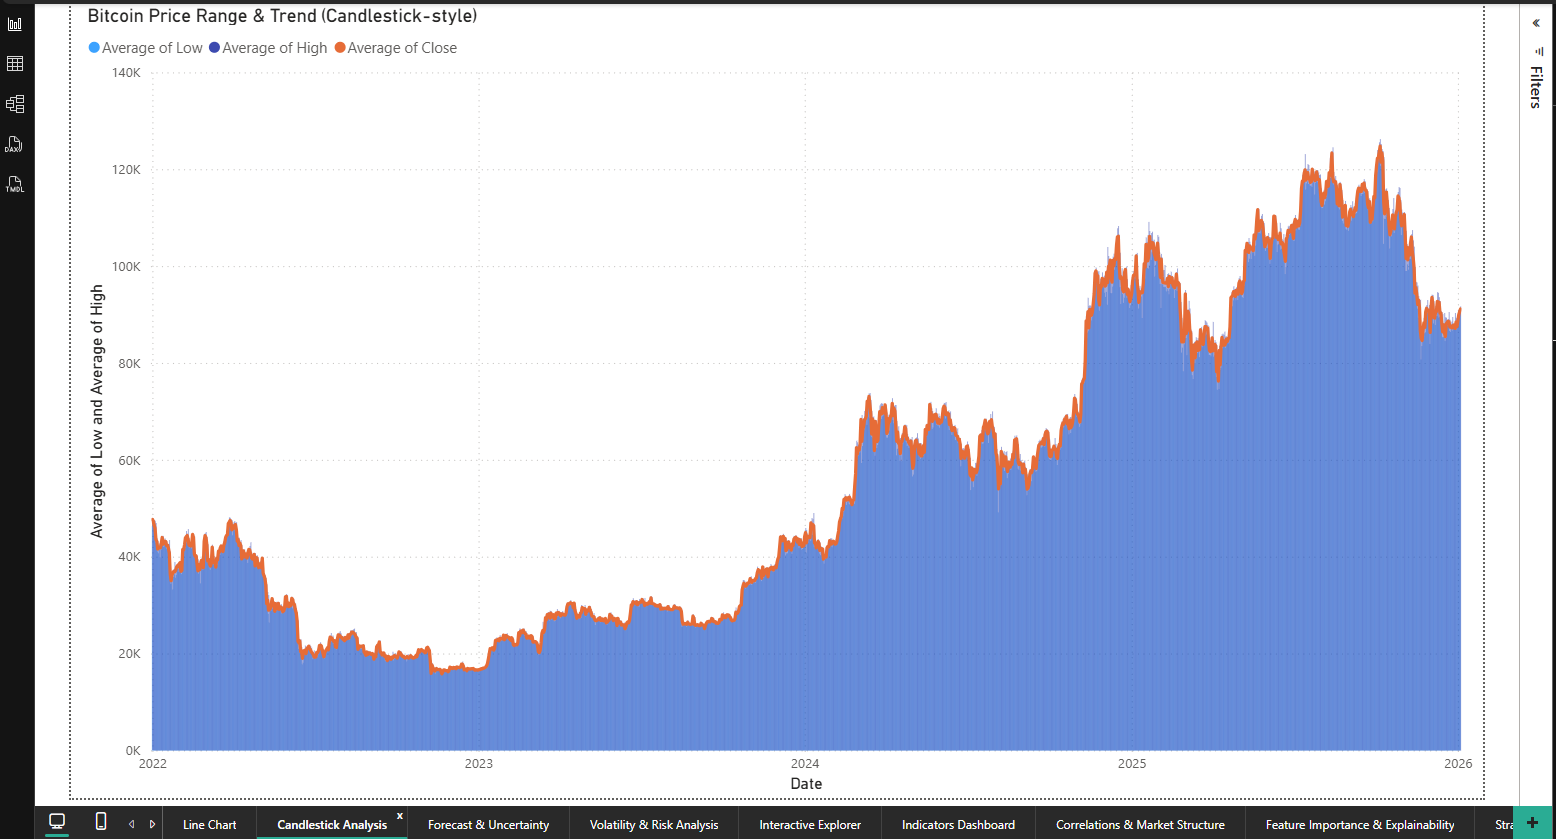 Bitcoin Price Range & Trend (Candlestick-style)
Average of Low Average of High Average of Close
140K
120K
100K
80K
60K
40K
20K
0K
Average of Low and Average of High
2022 2023 2024 2025 2026
Date
Filters
DAX
TMDL
Line Chart Candlestick Analysis x Forecast & Uncertainty Volatility & Risk Analysis Interactive Explorer Indicators Dashboard Correlations & Market Structure Feature Importance & Explainability Stra